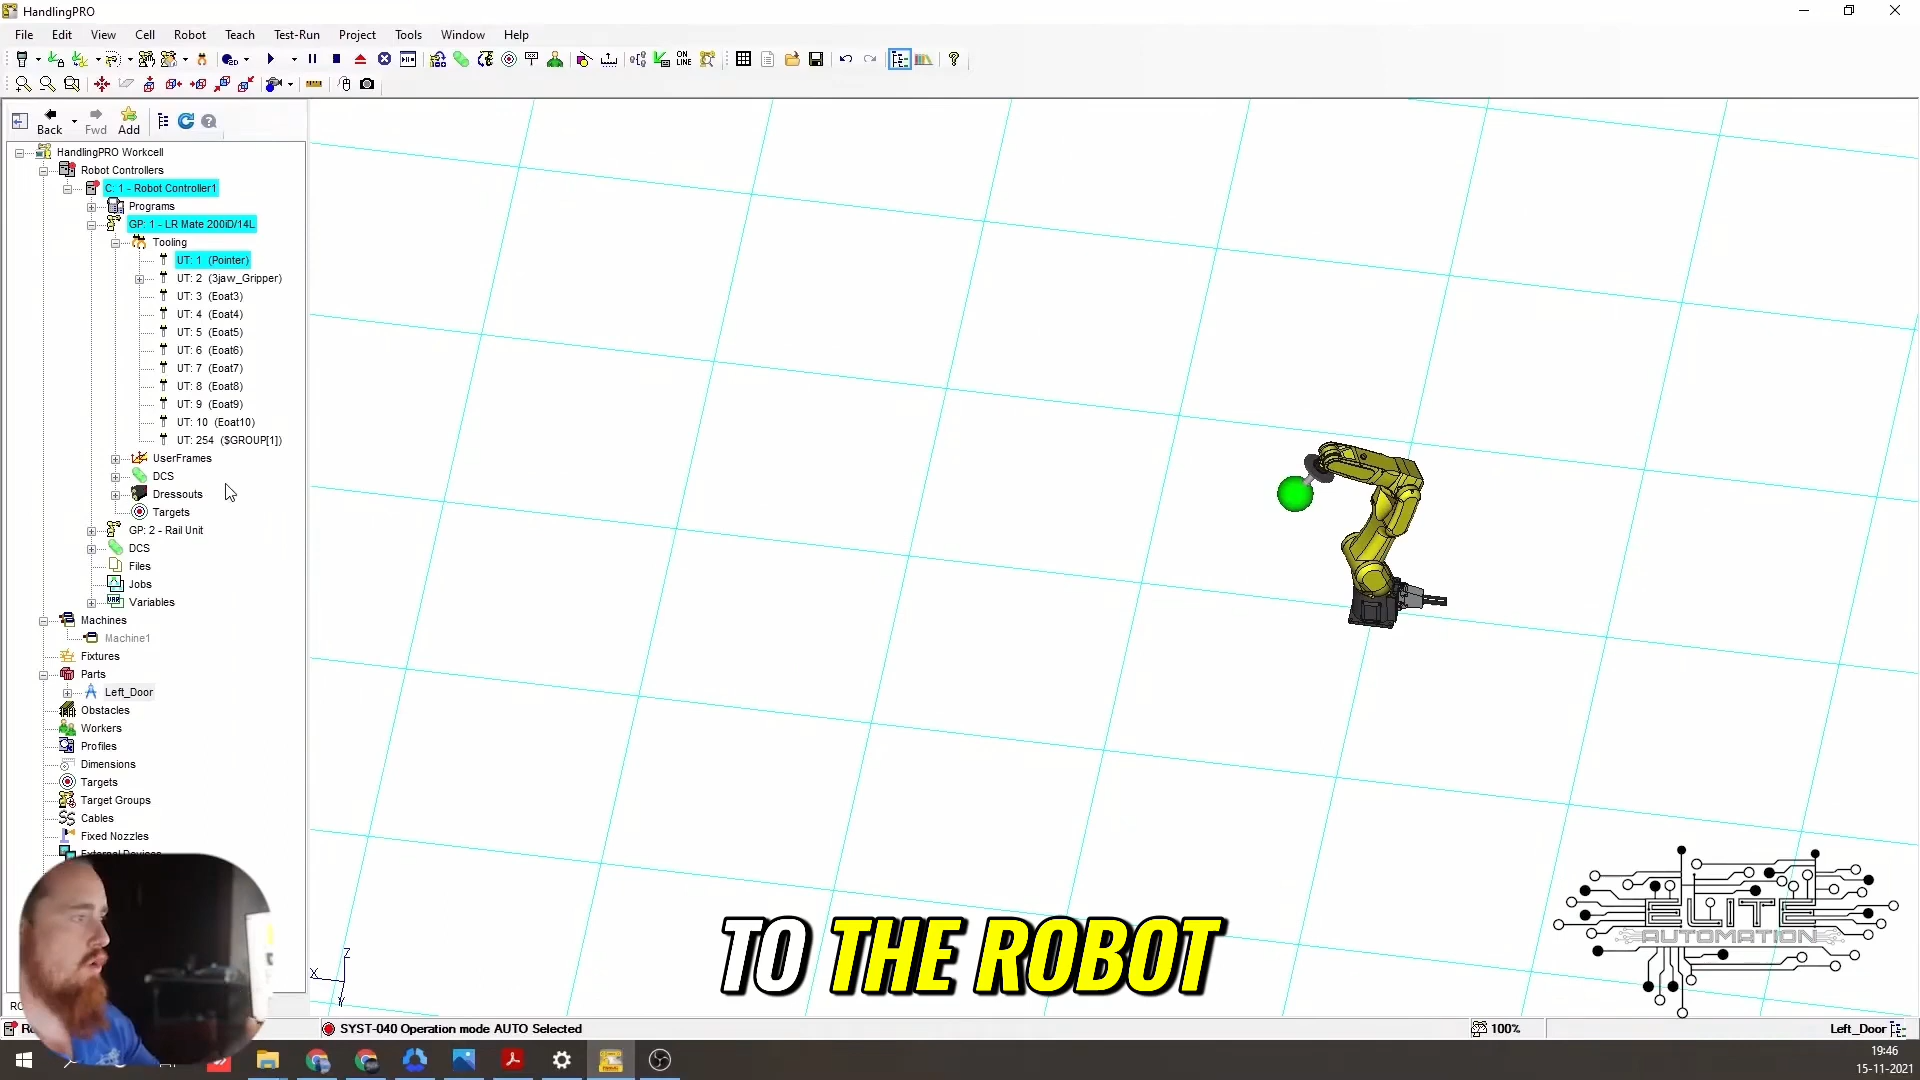 HandlingPRO
File Edit View Cell Robot Teach Test-Run Project Tools Window Help
ON LINE
Back Fwd Add
HandlingPRO Workcell
Robot Controllers
C: 1 - Robot Controller1
Programs
GP: 1 - LR Mate 200iD/14L
Tooling
UT: 1 (Pointer)
UT: 2 (3jaw_Gripper)
UT: 3 (Eoat3)
UT: 4 (Eoat4)
UT: 5 (Eoat5)
UT: 6 (Eoat6)
UT: 7 (Eoat7)
UT: 8 (Eoat8)
UT: 9 (Eoat9)
UT: 10 (Eoat10)
UT: 254 ($GROUP[1])
UserFrames
DCS
Dressouts
Targets
GP: 2 - Rail Unit
DCS
Files
Jobs
Variables
Machines
Machine1
Fixtures
Parts
Left_Door
Obstacles
Workers
Profiles
Dimensions
Targets
Target Groups
Cables
Fixed Nozzles
External Devices
Z
X
Y
TO THE ROBOT
ELITE
AUTOMATION
SYST-040 Operation mode AUTO Selected
100%
Left_Door
19:46
15-11-2021